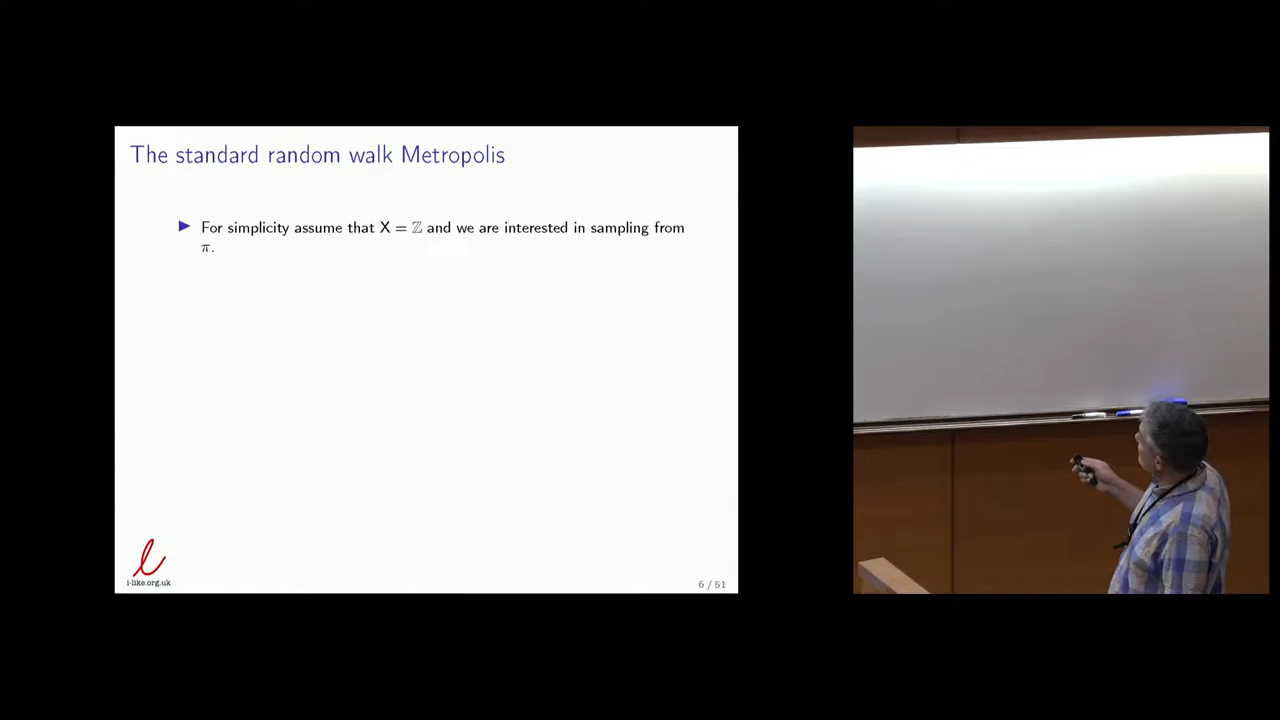 The standard random walk Metropolis
▶ For simplicity assume that X = ℤ and we are interested in sampling from
π.
i-like.org.uk
6 / 51